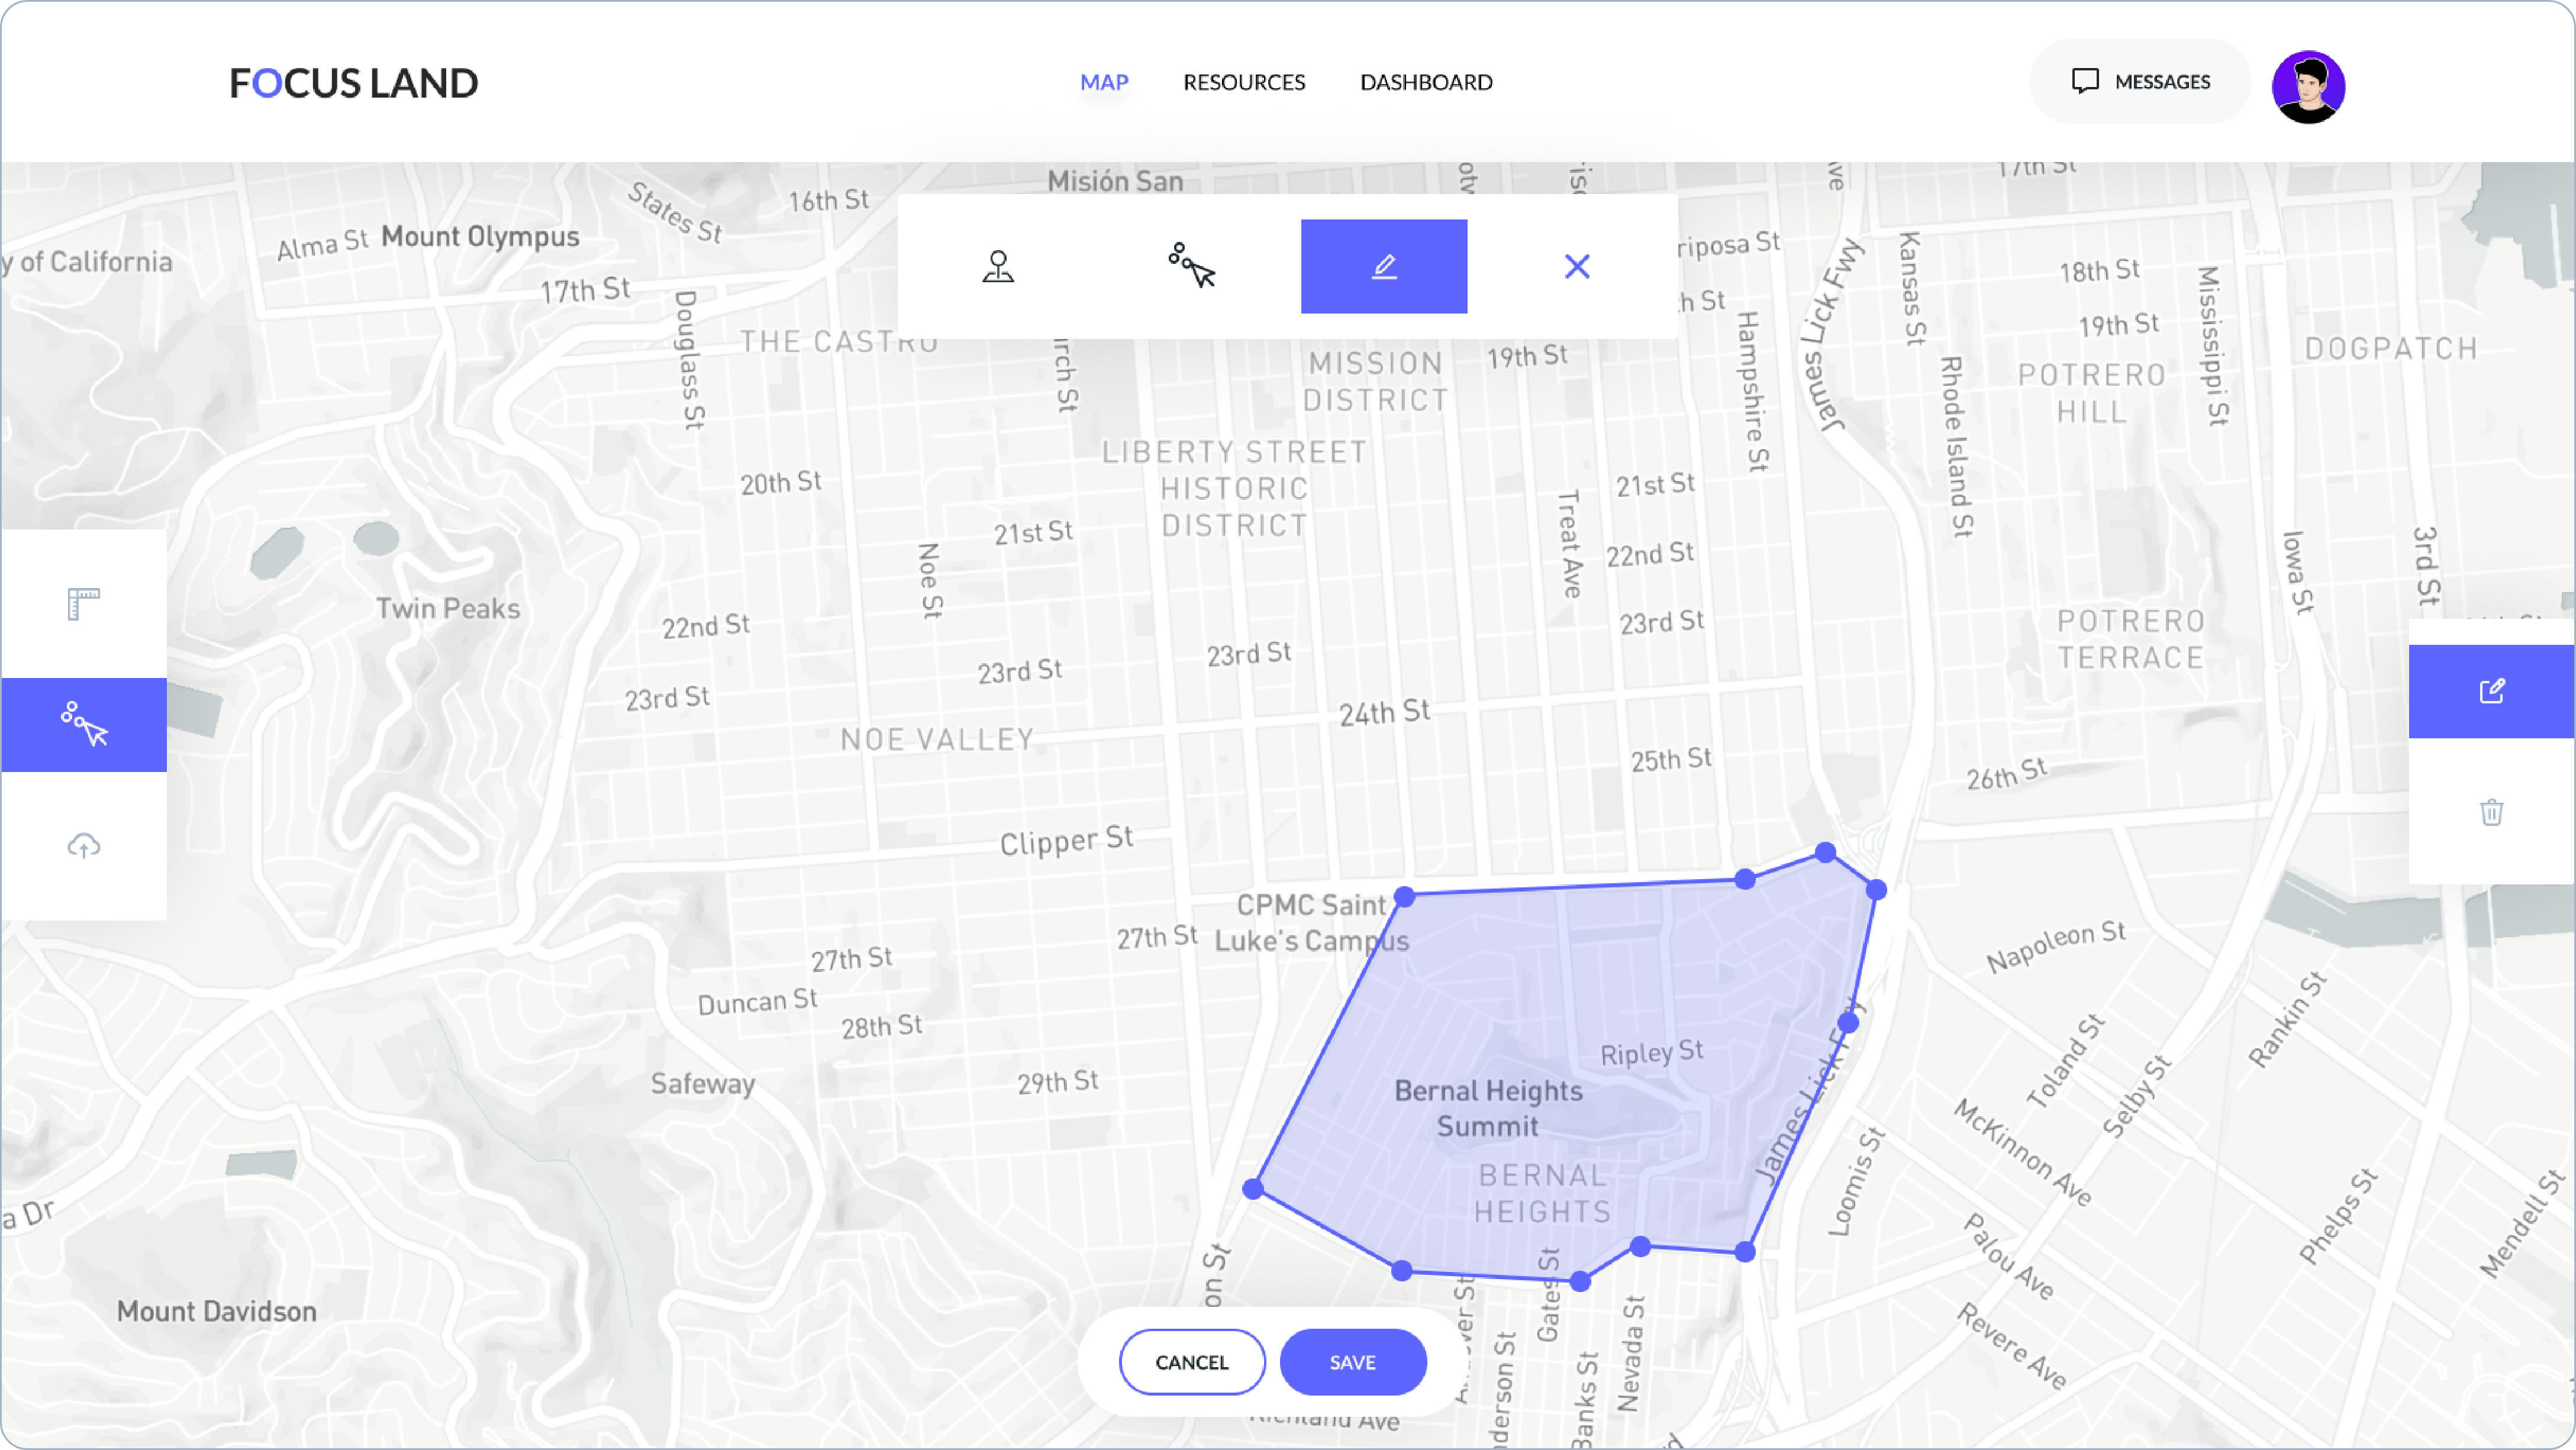 FOCUS LAND
MAP
RESOURCES
DASHBOARD
MESSAGES
Misión San
17th St
States St
16th St
Alma St
Mount Olympus
y of California
riposa St
James Lick Fwy
Kansas St
18th St
Mississippi St
17th St
Douglass St
THE CASTRO
19th St
Hampshire St
19th St
DOGPATCH
MISSION
DISTRICT
Rhode Island St
POTRERO
HILL
LIBERTY STREET
HISTORIC
DISTRICT
20th St
21st St
Treat Ave
21st St
Noe St
22nd St
Iowa St
3rd St
Twin Peaks
22nd St
23rd St
POTRERO
TERRACE
23rd St
23rd St
23rd St
24th St
NOE VALLEY
25th St
26th St
Clipper St
CPMC Saint
Luke's Campus
27th St
27th St
Napoleon St
Duncan St
28th St
Rankin St
Toland St
Ripley St
James Lick Fwy
Selby St
29th St
Safeway
Bernal Heights
Summit
McKinnon Ave
Loomis St
BERNAL
HEIGHTS
Phelps St
Mendell St
a Dr
Palou Ave
on St
Gates St
Mount Davidson
Nevada St
Revere Ave
Banks St
derson St
CANCEL
SAVE
Richland Ave